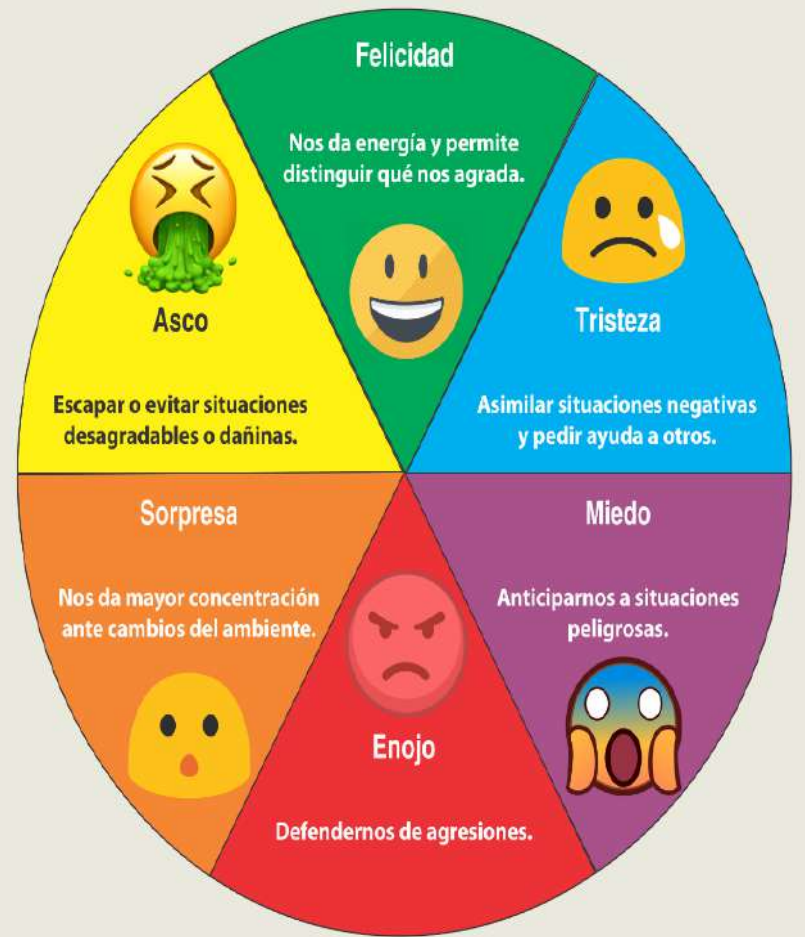 Felicidad
Nos da energía y permite
distinguir qué nos agrada.
Tristeza
Asimilar situaciones negativas
y pedir ayuda a otros.
Miedo
Anticiparnos a situaciones
peligrosas.
Enojo
Defendernos de agresiones.
Sorpresa
Nos da mayor concentración
ante cambios del ambiente.
Asco
Escapar o evitar situaciones
desagradables o dañinas.